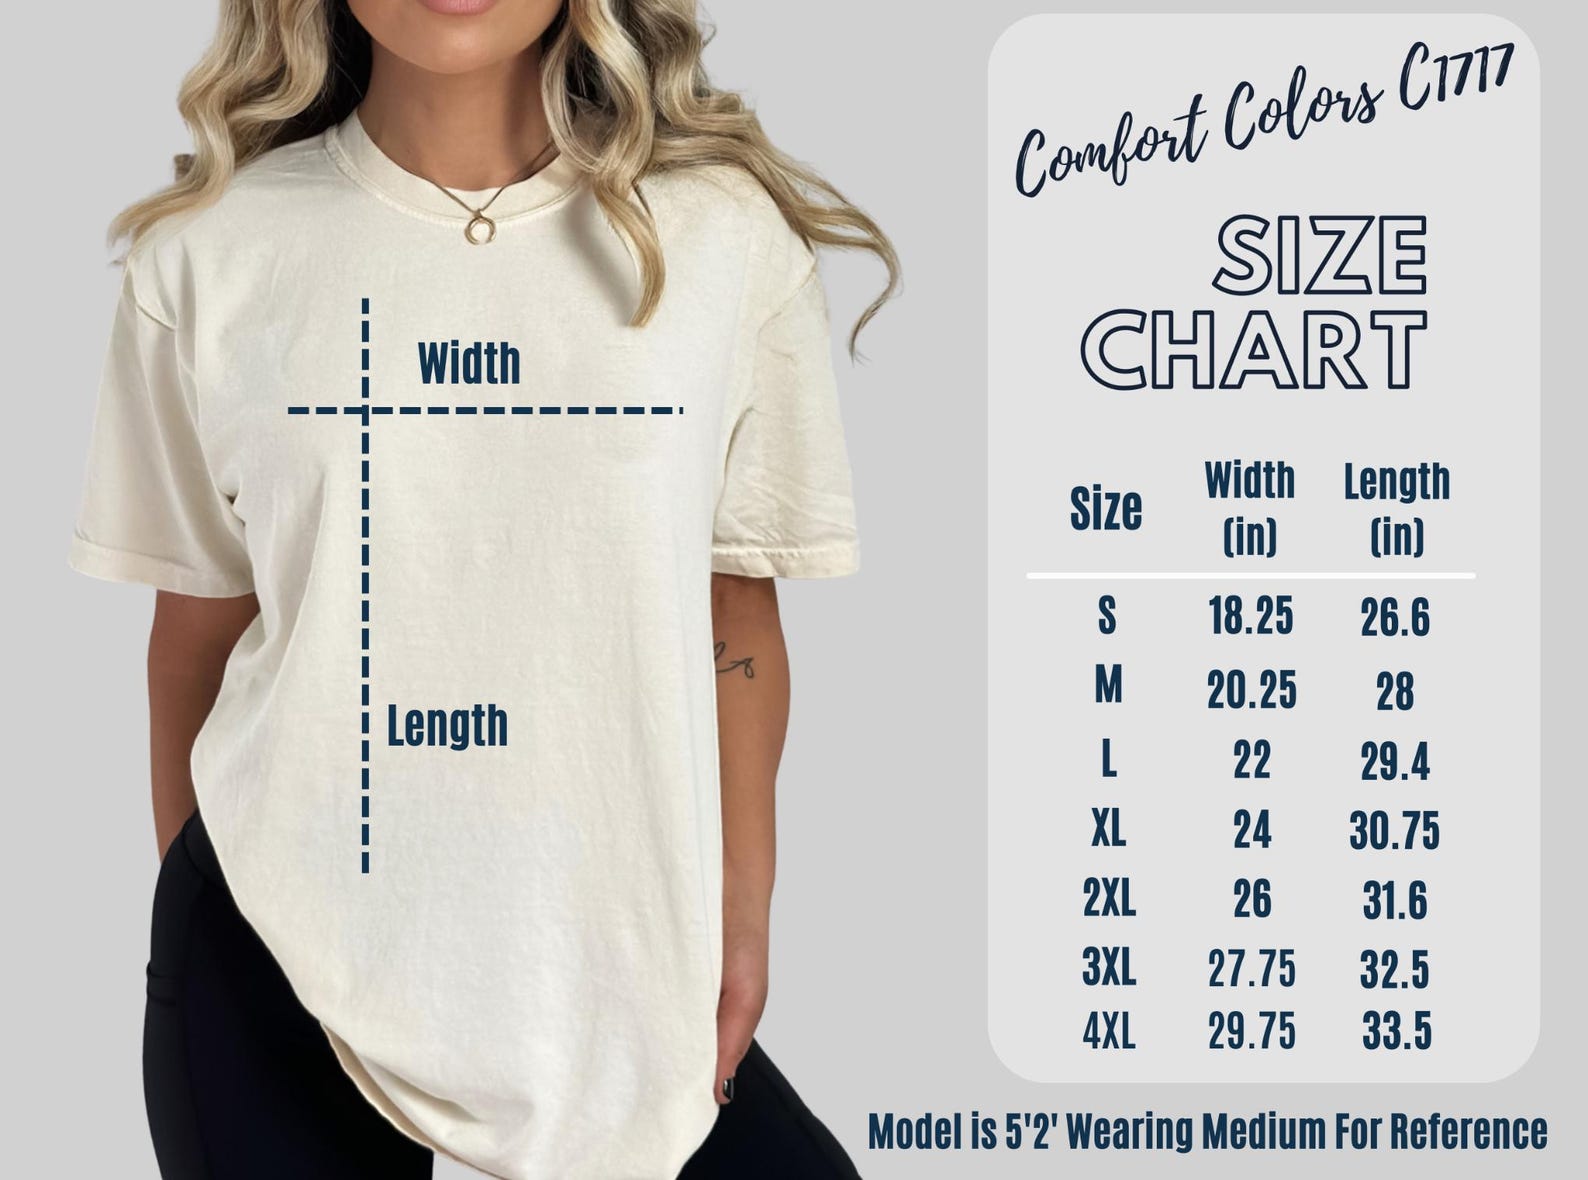 Comfort Colors C1717
SIZE
CHART
Width
Length
Size Width (in) Length (in)
S 18.25 26.6
M 20.25 28
L 22 29.4
XL 24 30.75
2XL 26 31.6
3XL 27.75 32.5
4XL 29.75 33.5
Model is 5'2' Wearing Medium For Reference